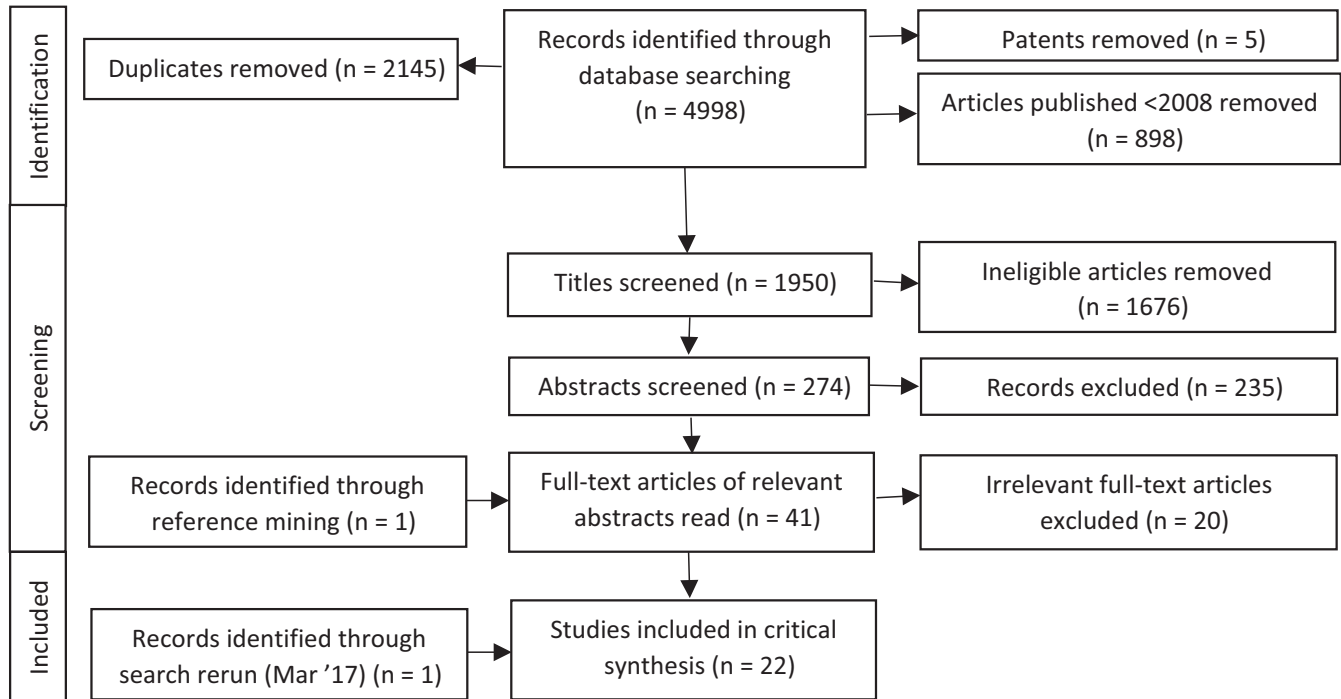 Identification
Duplicates removed (n = 2145)
Records identified through
database searching
(n = 4998)
Patents removed (n = 5)
Articles published <2008 removed
(n = 898)
Screening
Titles screened (n = 1950)
Ineligible articles removed
(n = 1676)
Abstracts screened (n = 274)
Records excluded (n = 235)
Records identified through
reference mining (n = 1)
Full-text articles of relevant
abstracts read (n = 41)
Irrelevant full-text articles
excluded (n = 20)
Included
Records identified through
search rerun (Mar ’17) (n = 1)
Studies included in critical
synthesis (n = 22)